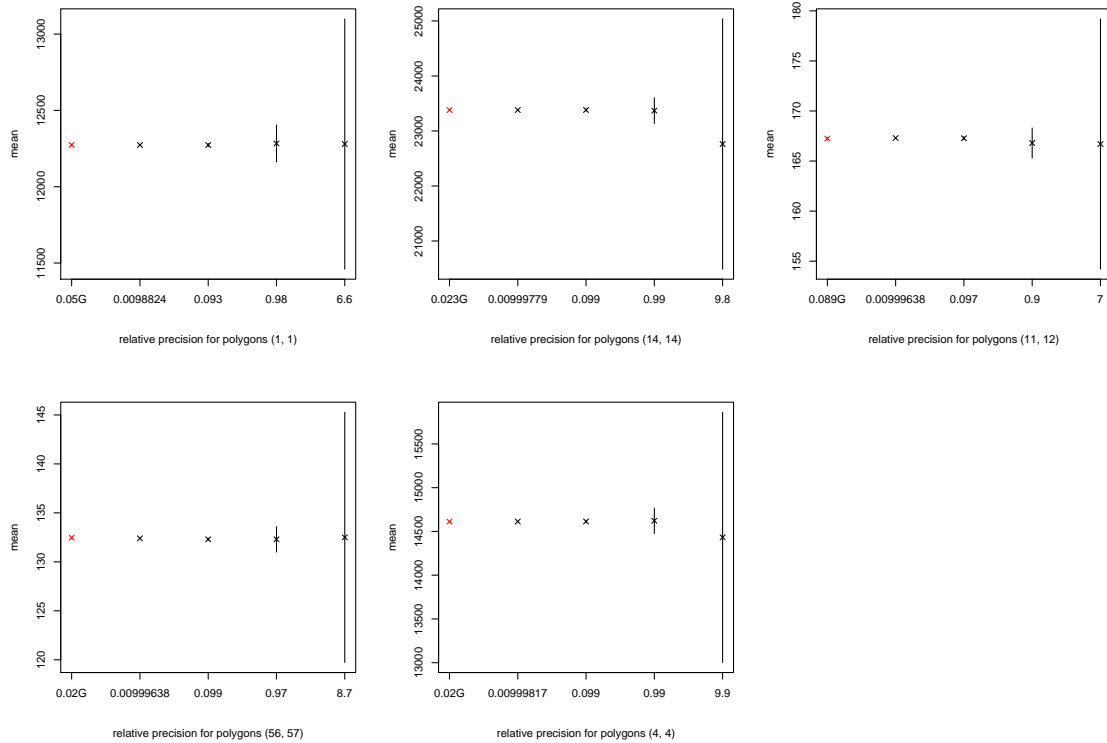 mean
13000
12500
12000
11500
0.05G 0.0098824 0.093 0.98 6.6
relative precision for polygons (1, 1)
mean
25000
24000
23000
22000
21000
0.023G 0.00999779 0.099 0.99 9.8
relative precision for polygons (14, 14)
mean
180
175
170
165
160
155
0.089G 0.00999638 0.097 0.9 7
relative precision for polygons (11, 12)
mean
145
140
135
130
125
120
0.02G 0.00999638 0.099 0.97 8.7
relative precision for polygons (56, 57)
mean
15500
15000
14500
14000
13500
13000
0.02G 0.00999817 0.099 0.99 9.9
relative precision for polygons (4, 4)